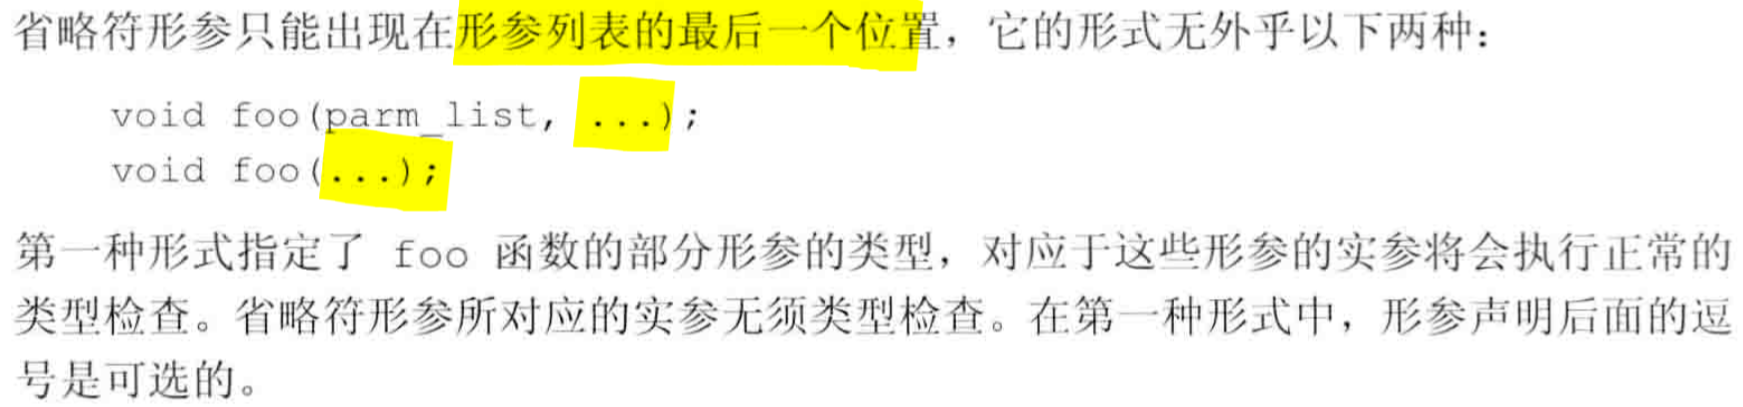 省略符形参只能出现在形参列表的最后一个位置，它的形式无外乎以下两种：
void foo(parm_list, ...);
void foo(...);
第一种形式指定了 foo 函数的部分形参的类型，对应于这些形参的实参将会执行正常的
类型检查。省略符形参所对应的实参无须类型检查。在第一种形式中，形参声明后面的逗
号是可选的。